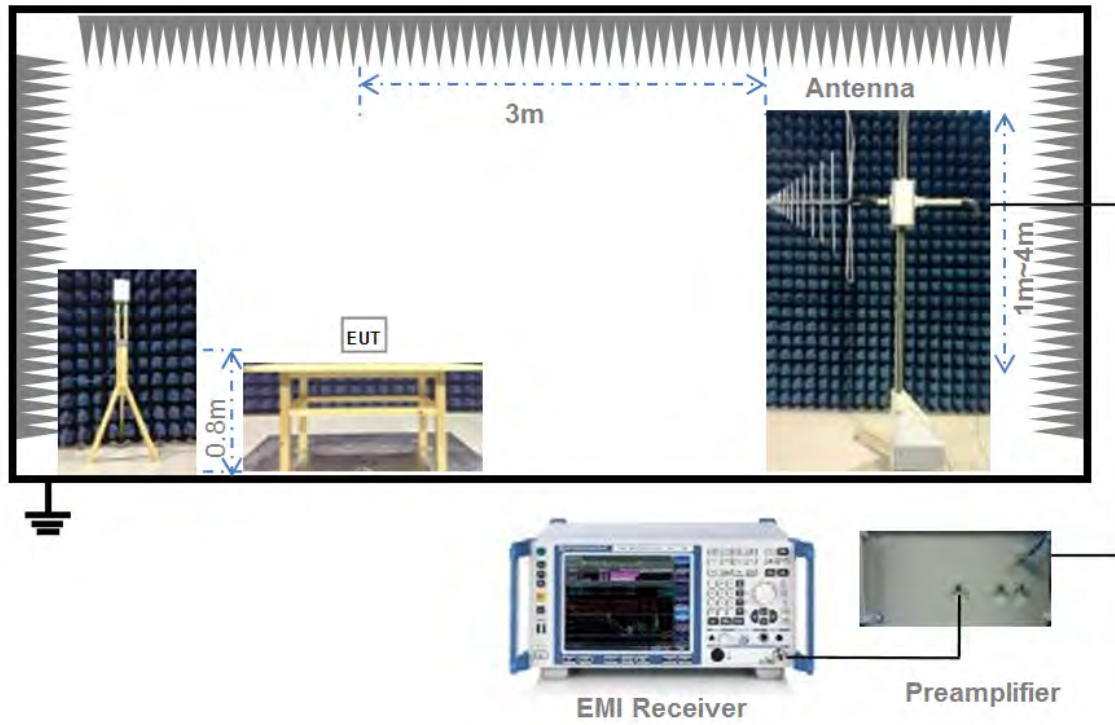 Antenna
3m
1m~4m
EUT
0.8m
EMI Receiver
Preamplifier